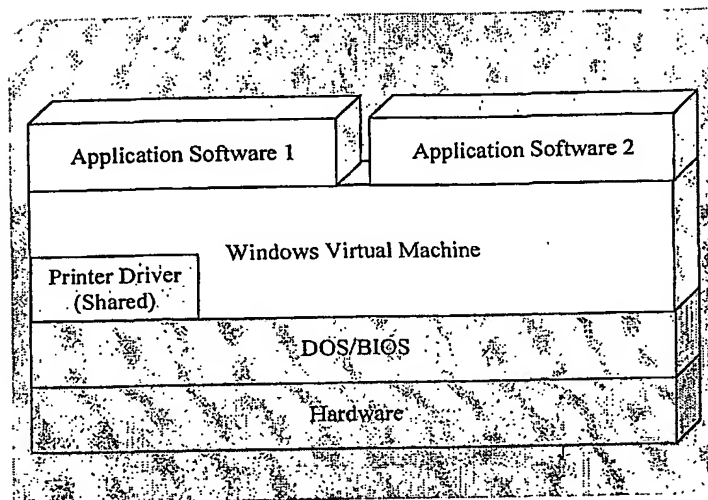 Application Software 1
Application Software 2
Windows Virtual Machine
Printer Driver
(Shared)
DOS/BIOS
Hardware